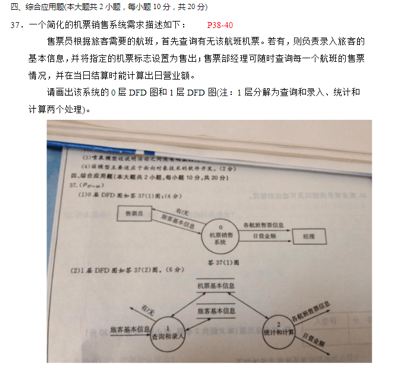 四、综合应用题(本大题共 2 小题，每小题 10 分，共 20 分)
37. 一个简化的机票销售系统需求描述如下： P38-40
售票员根据旅客需要的航班，首先查询有无该航班机票。若有，则负责录入旅客的
基本信息，并将指定的机票标志设置为售出；售票部经理可随时查询每一个航班的售票
情况，并在当日结算时能计算出日营业额。
请画出该系统的 0 层 DFD 图和 1 层 DFD 图(注：1 层分解为查询和录入、统计和
计算两个处理)。
四、综合应用题(本大题共 2 小题，每小题 10 分，共 20 分)
(1)0 层 DFD 图如答 37(1)图。(4分)
售票员
有/无
旅客基本信息
0
机票销售
系统
各航班售票信息
日营金额
经理
答 37(1)图
(2)1 层 DFD 图如答 37(2)图。(6分)
机票基本信息
旅客基本信息
有/无
旅客基本信息
1
查询和录入
2
统计和计算
各航班售票信息
日营金额